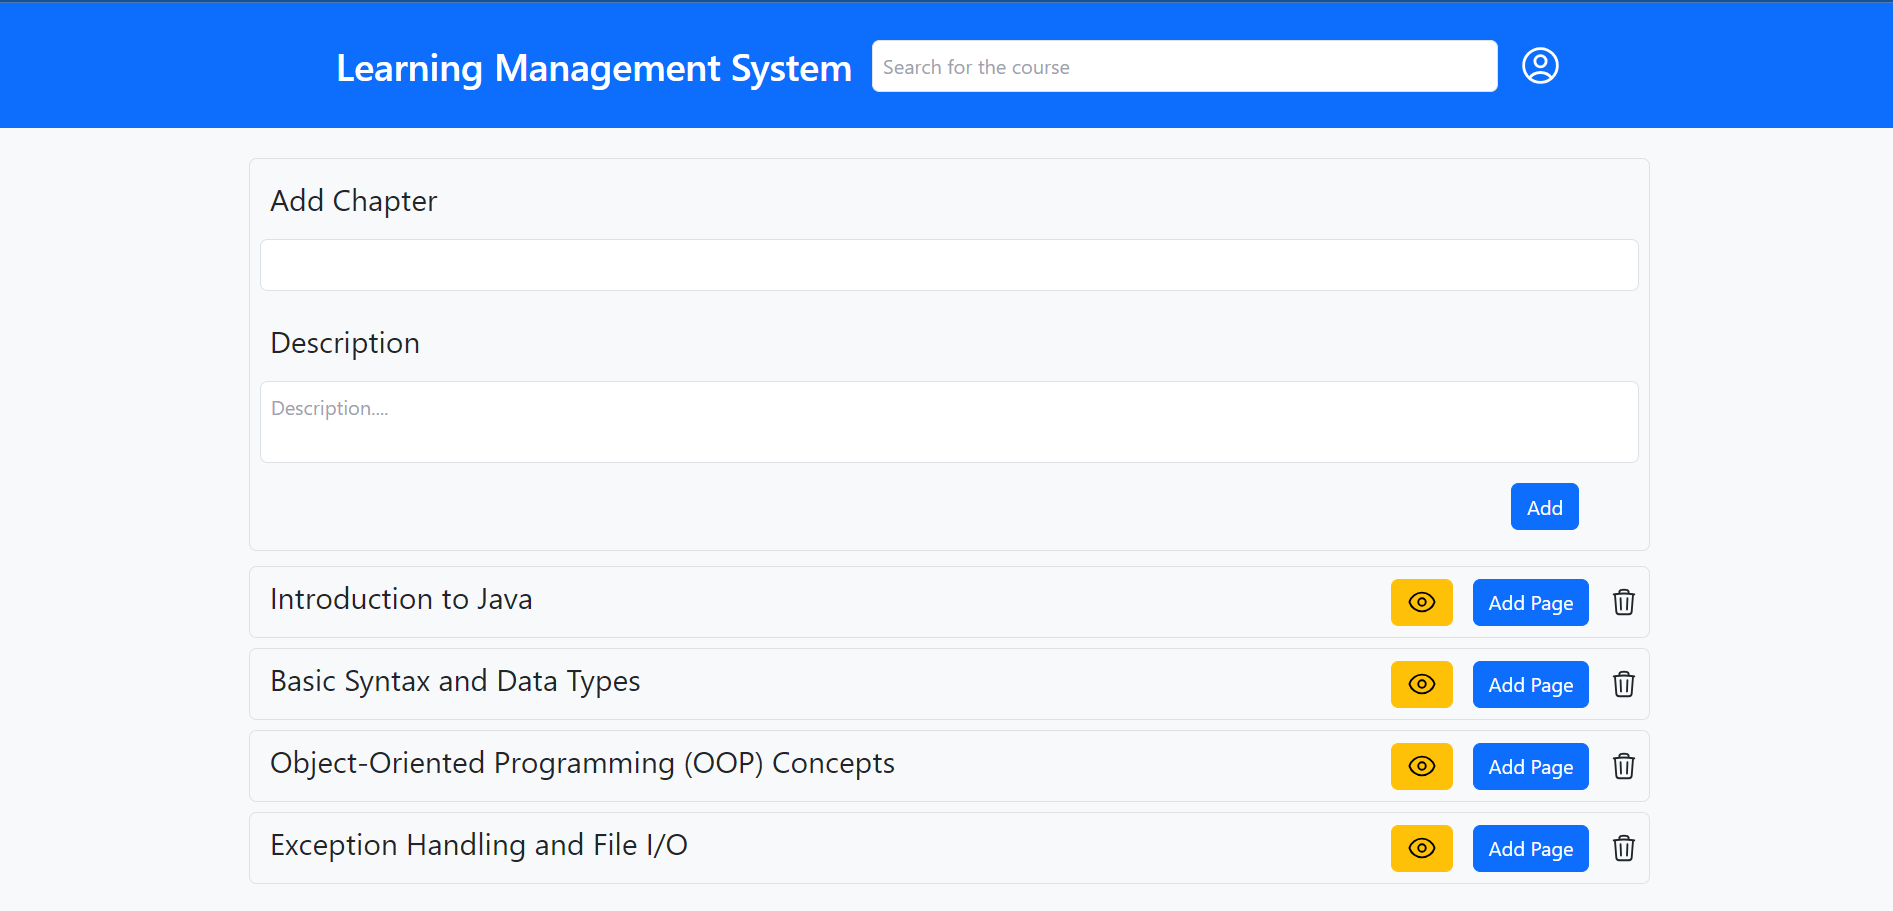 Learning Management System
Search for the course
Add Chapter
Description
Description....
Add
Introduction to Java
Add Page
Basic Syntax and Data Types
Add Page
Object-Oriented Programming (OOP) Concepts
Add Page
Exception Handling and File I/O
Add Page